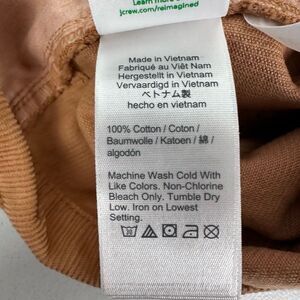 Learn more
jcrew.com/reimagined
Made in Vietnam
Fabriqué au Viêt Nam
Hergestellt in Vietnam
Vervaardigd in Vietnam
ベトナム製
hecho en vietnam
100% Cotton / Coton /
Baumwolle / Katoen / 綿 /
algodón
Machine Wash Cold With
Like Colors. Non-Chlorine
Bleach Only. Tumble Dry
Low. Iron on Lowest
Setting.